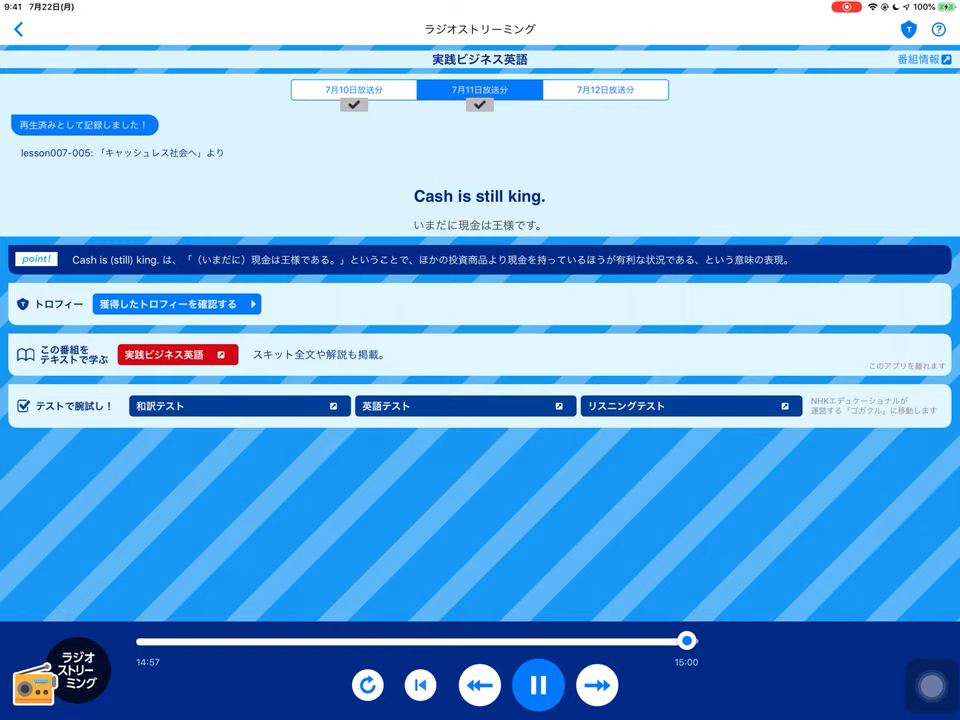 9:41 7月22日(月)
100%
ラジオストリーミング
T
?
実践ビジネス英語
番組情報
7月10日放送分
7月11日放送分
7月12日放送分
再生済みとして記録しました！
lesson007-005: 「キャッシュレス社会へ」より
Cash is still king.
いまだに現金は王様です。
point!
Cash is (still) king. は、「（いまだに）現金は王様である。」ということで、ほかの投資商品より現金を持っているほうが有利な状況である、という意味の表現。
T
トロフィー
獲得したトロフィーを確認する
この番組を
テキストで学ぶ
実践ビジネス英語
スキット全文や解説も掲載。
このアプリを離れます
テストで腕試し！
和訳テスト
英語テスト
リスニングテスト
NHKエデュケーショナルが
運営する「ゴガクル」に移動します
ラジオ
ストリー
ミング
14:57
15:00